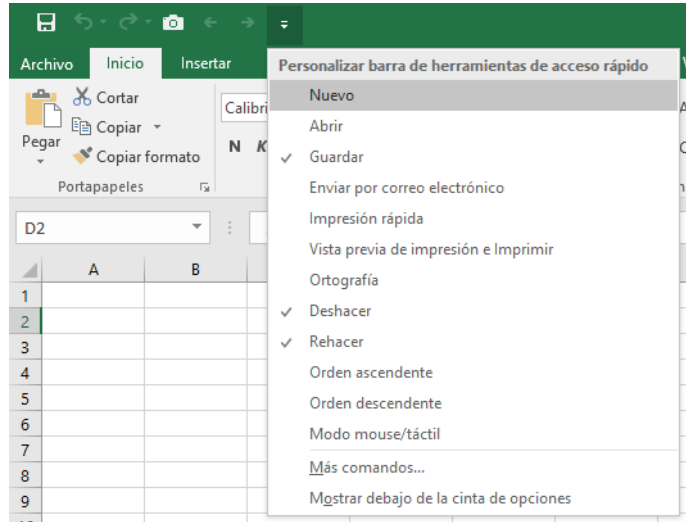 Archivo Inicio Insertar
Personalizar barra de herramientas de acceso rápido
Cortar
Copiar
Copiar formato
Pegar
Portapapeles
Calibri
N K
Nuevo
Abrir
Guardar
Enviar por correo electrónico
Impresión rápida
Vista previa de impresión e Imprimir
Ortografía
Deshacer
Rehacer
Orden ascendente
Orden descendente
Modo mouse/táctil
Más comandos...
Mostrar debajo de la cinta de opciones
D2
A B
1
2
3
4
5
6
7
8
9